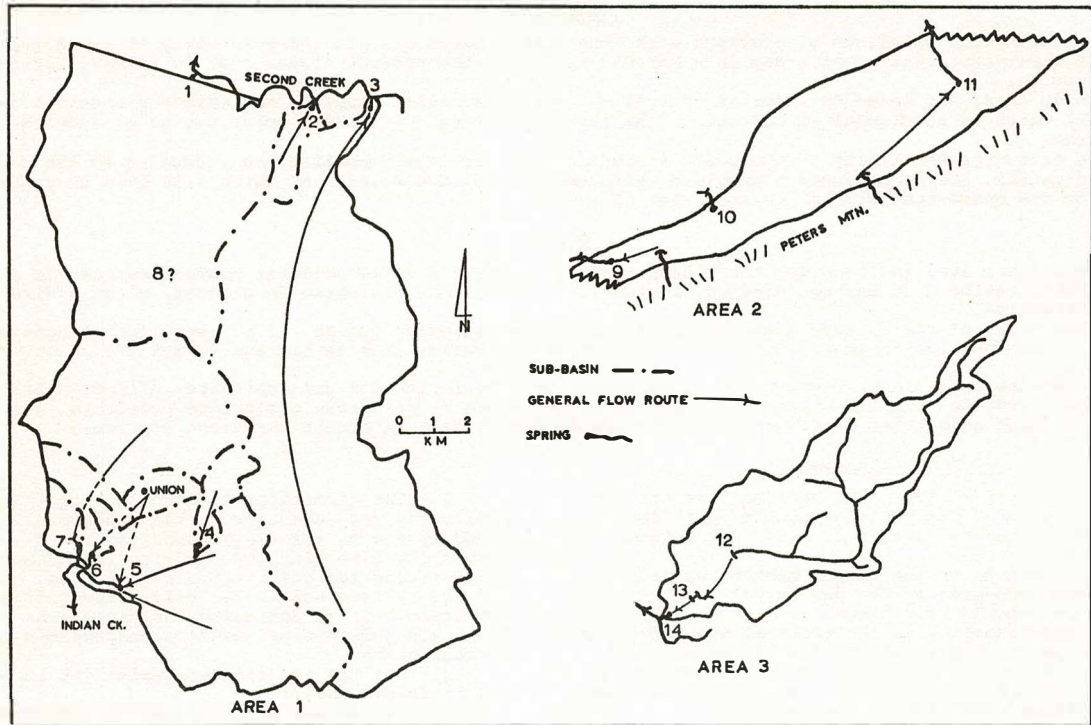 SECOND CREEK
1
2
3
8?
N
0 1 2
KM
UNION
7
6
5
4
INDIAN CK.
AREA 1
11
10
9
PETERS MTN.
AREA 2
SUB-BASIN
GENERAL FLOW ROUTE
SPRING
12
13
14
AREA 3